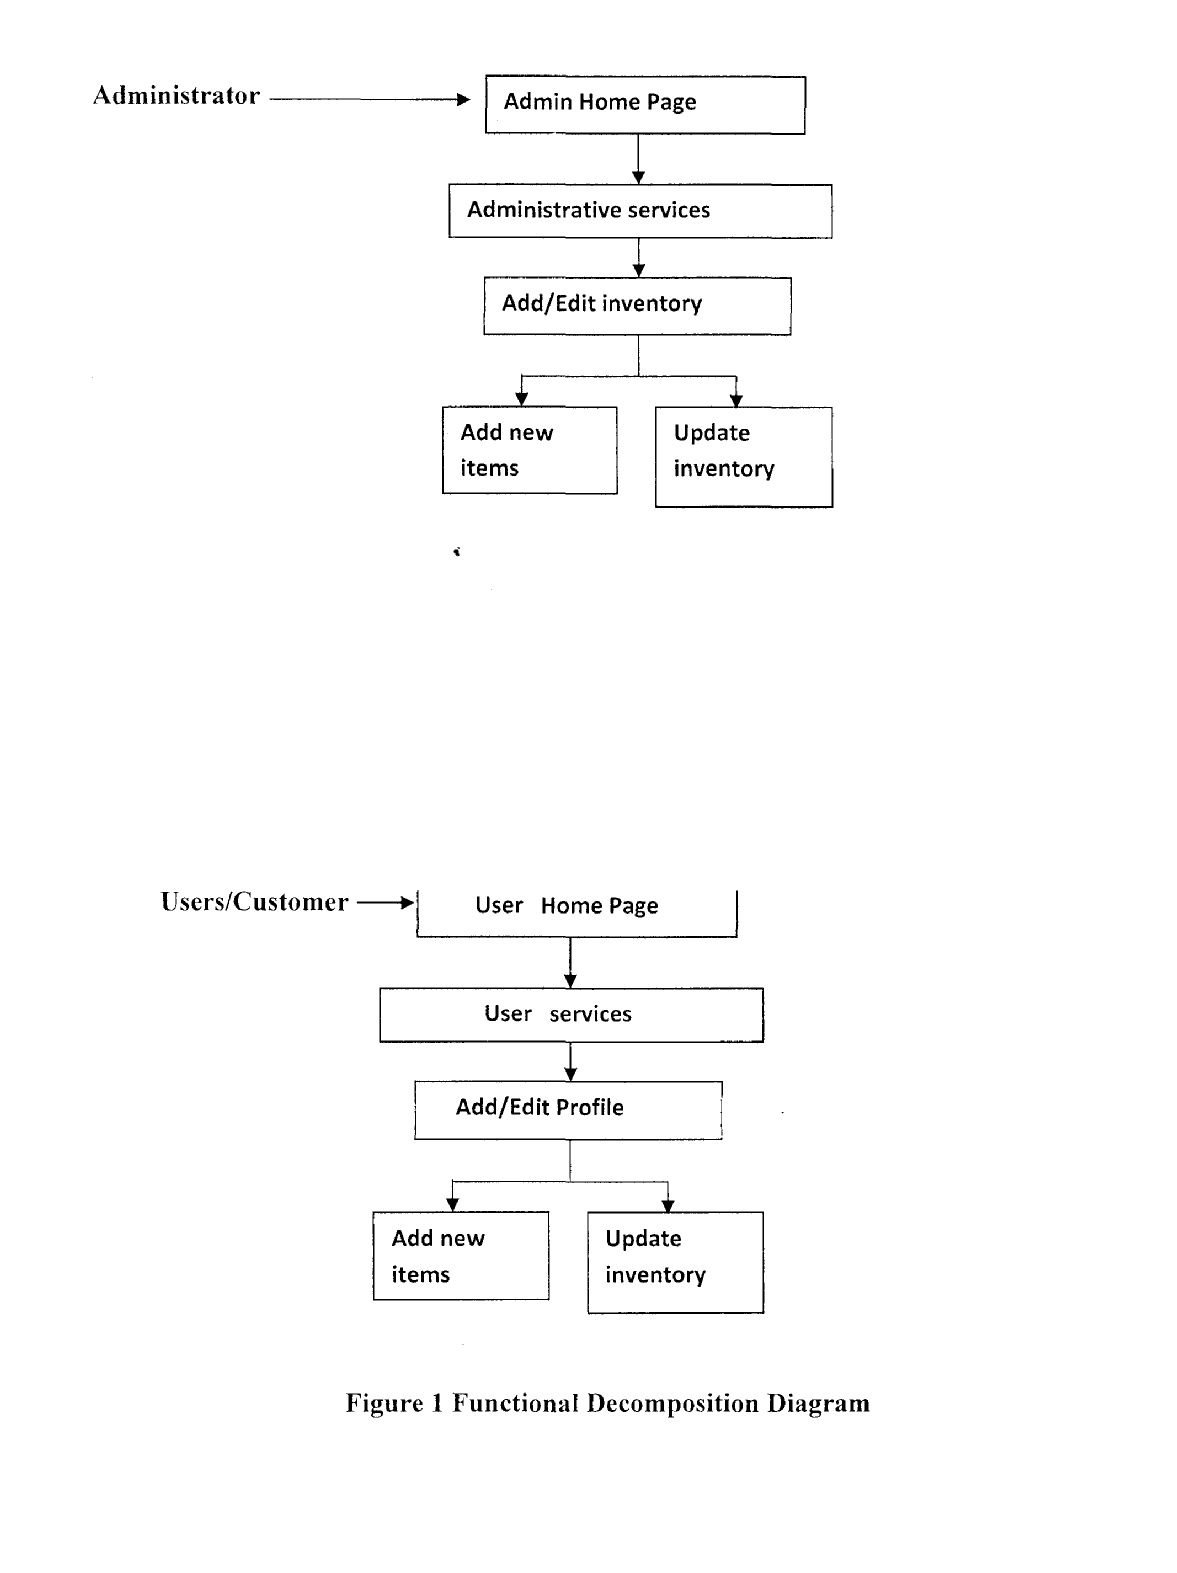 Administrator
Admin Home Page
Administrative services
Add/Edit inventory
Add new
items
Update
inventory
Users/Customer
User Home Page
User services
Add/Edit Profile
Add new
items
Update
inventory
Figure 1 Functional Decomposition Diagram